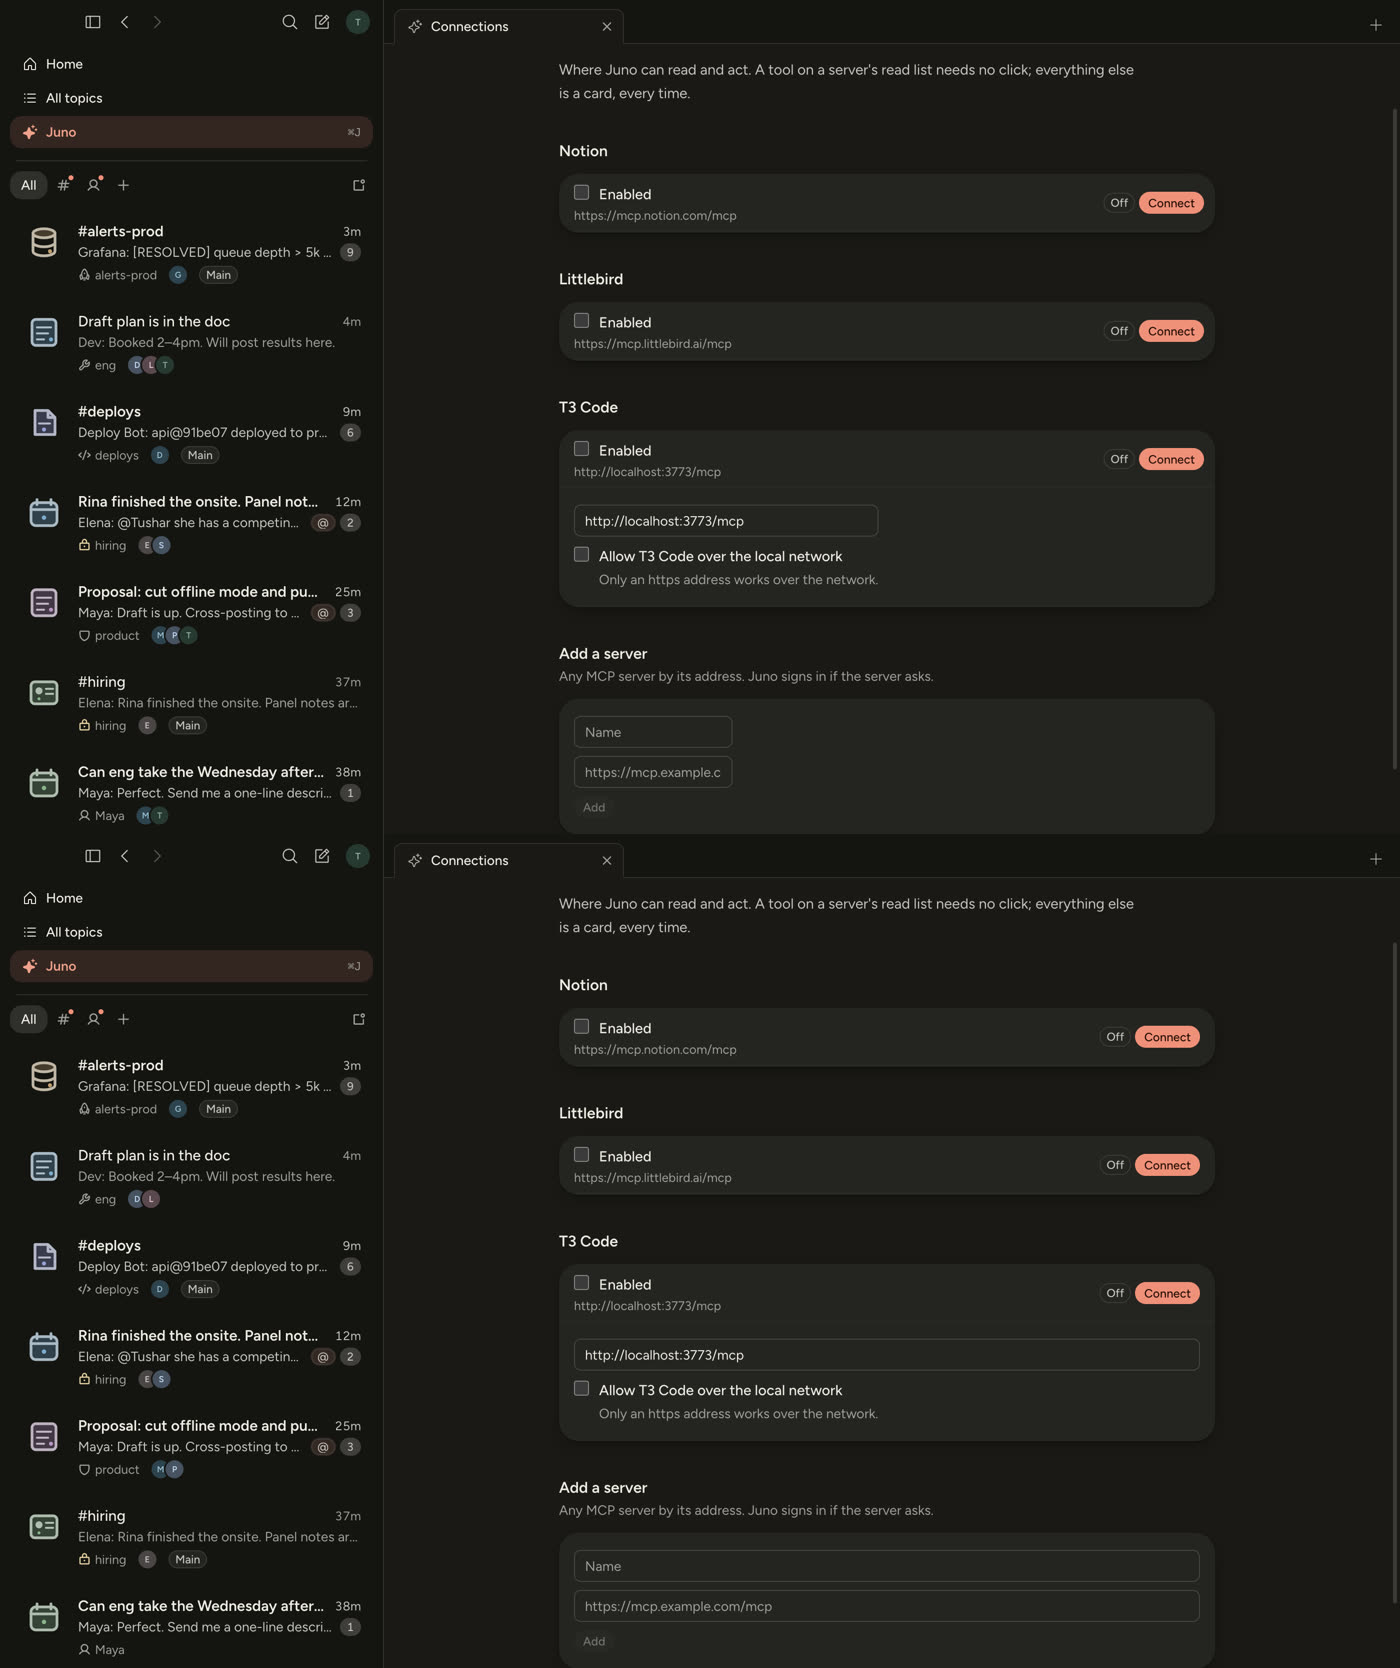 T
Home
All topics
Juno ⌘J
All
#alerts-prod 3m
Grafana: [RESOLVED] queue depth > 5k ... 9
alerts-prod G Main
Draft plan is in the doc 4m
Dev: Booked 2–4pm. Will post results here.
eng D L T
#deploys 9m
Deploy Bot: api@91be07 deployed to pr... 6
deploys D Main
Rina finished the onsite. Panel not... 12m
Elena: @Tushar she has a competin... @ 2
hiring E S
Proposal: cut offline mode and pu... 25m
Maya: Draft is up. Cross-posting to ... @ 3
product M P T
#hiring 37m
Elena: Rina finished the onsite. Panel notes ar...
hiring E Main
Can eng take the Wednesday after... 38m
Maya: Perfect. Send me a one-line descri... 1
Maya M T
Connections
Where Juno can read and act. A tool on a server's read list needs no click; everything else
is a card, every time.
Notion
Enabled
https://mcp.notion.com/mcp
Off Connect
Littlebird
Enabled
https://mcp.littlebird.ai/mcp
Off Connect
T3 Code
Enabled
http://localhost:3773/mcp
Off Connect
http://localhost:3773/mcp
Allow T3 Code over the local network
Only an https address works over the network.
Add a server
Any MCP server by its address. Juno signs in if the server asks.
Name
https://mcp.example.c
Add
T
Home
All topics
Juno ⌘J
All
#alerts-prod 3m
Grafana: [RESOLVED] queue depth > 5k ... 9
alerts-prod G Main
Draft plan is in the doc 4m
Dev: Booked 2–4pm. Will post results here.
eng D L
#deploys 9m
Deploy Bot: api@91be07 deployed to pr... 6
deploys D Main
Rina finished the onsite. Panel not... 12m
Elena: @Tushar she has a competin... @ 2
hiring E S
Proposal: cut offline mode and pu... 25m
Maya: Draft is up. Cross-posting to ... @ 3
product M P
#hiring 37m
Elena: Rina finished the onsite. Panel notes ar...
hiring E Main
Can eng take the Wednesday after... 38m
Maya: Perfect. Send me a one-line descri... 1
Maya
Connections
Where Juno can read and act. A tool on a server's read list needs no click; everything else
is a card, every time.
Notion
Enabled
https://mcp.notion.com/mcp
Off Connect
Littlebird
Enabled
https://mcp.littlebird.ai/mcp
Off Connect
T3 Code
Enabled
http://localhost:3773/mcp
Off Connect
http://localhost:3773/mcp
Allow T3 Code over the local network
Only an https address works over the network.
Add a server
Any MCP server by its address. Juno signs in if the server asks.
Name
https://mcp.example.com/mcp
Add